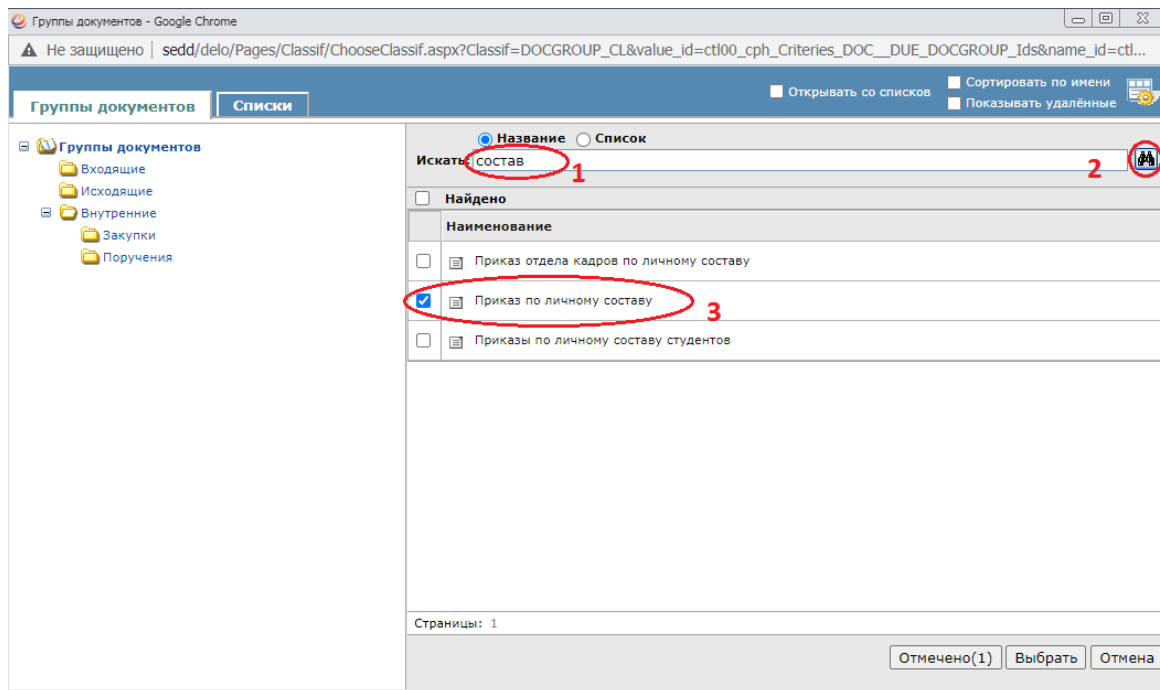 Группы документов - Google Chrome
Не защищено | sedd/delo/Pages/Classif/ChooseClassif.aspx?Classif=DOCGROUP_CL&value_id=ctl00_cph_Criteries_DOC__DUE_DOCGROUP_Ids&name_id=ctl...
Группы документов Списки
Открывать со списков
Сортировать по имени
Показывать удалённые
Группы документов
Входящие
Исходящие
Внутренние
Закупки
Поручения
Название Список
Искать: состав 1 2
Найдено
Наименование
Приказ отдела кадров по личному составу
Приказ по личному составу 3
Приказы по личному составу студентов
Страницы: 1
Отмечено(1) Выбрать Отмена